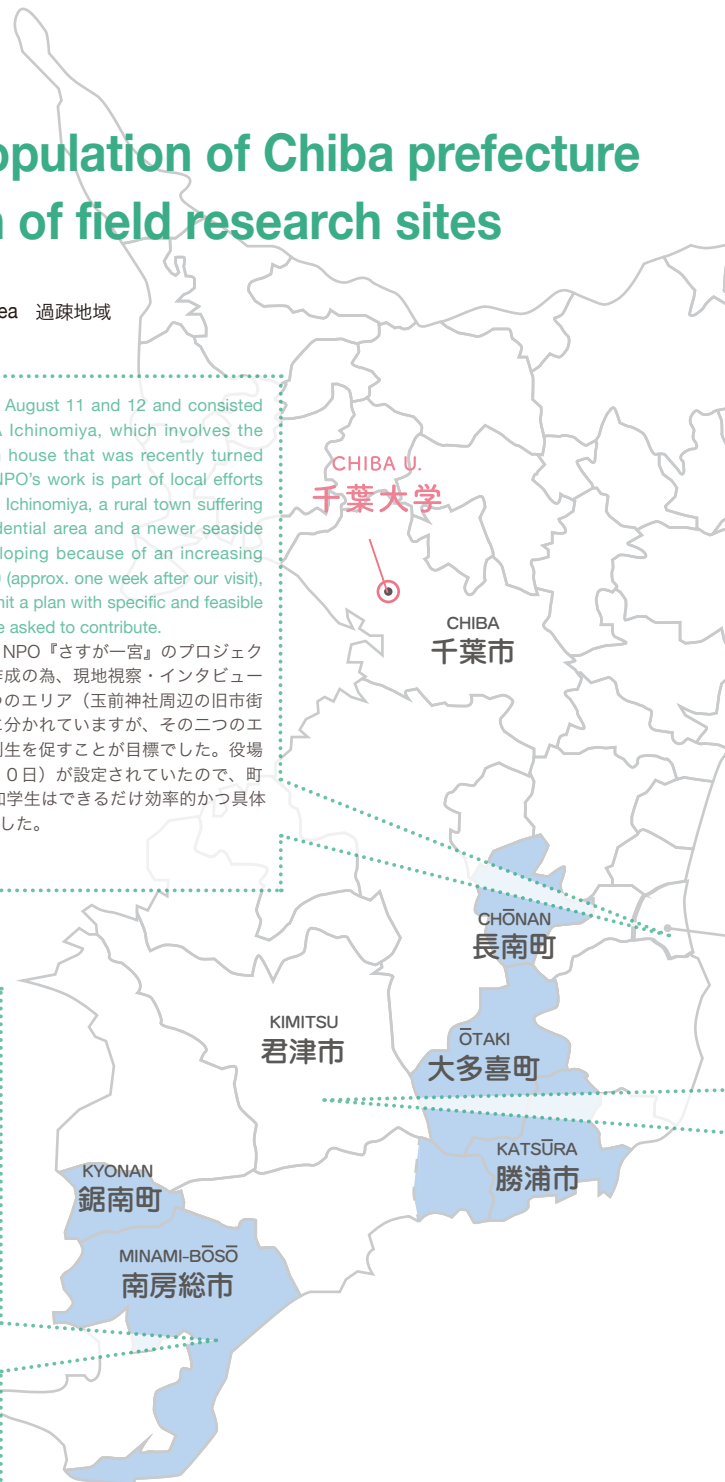 opulation of Chiba prefecture
of field research sites
過疎地域
August 11 and 12 and consisted
Ichinomiya, which involves the
house that was recently turned
NPO's work is part of local efforts
Ichinomiya, a rural town suffering
dential area and a newer seaside
loping because of an increasing
(approx. one week after our visit),
mit a plan with specific and feasible
e asked to contribute.
NPO『さすが一宮』のプロジェク
作成の為、現地視察・インタビュー
つのエリア（玉前神社周辺の旧市街
に分かれていますが、その二つのエ
創生を促すことが目標でした。役場
０日）が設定されていたので、町
加学生はできるだけ効率的かつ具体
した。
CHIBA U.
千葉大学
CHIBA
千葉市
CHŌNAN
長南町
KIMITSU
君津市
ŌTAKI
大多喜町
KATSŪRA
勝浦市
KYONAN
鋸南町
MINAMI-BŌSŌ
南房総市